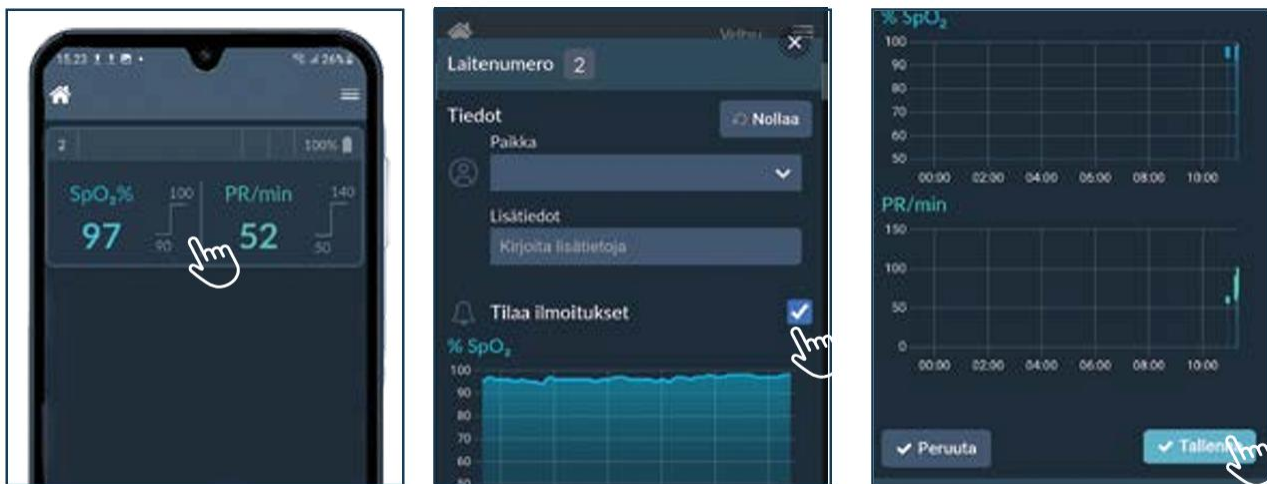 15.23
26%
2
100%
SpO₂% 100 PR/min 140
97 90 52 50
Laitenumero 2
Tiedot
Nollaa
Paikka
Lisätiedot
Kirjoita lisätietoja
Tilaa ilmoitukset
% SpO₂
100
90
80
70
60
50
% SpO₂
100
90
80
70
60
50
00:00 02:00 04:00 06:00 08:00 10:00
PR/min
150
100
50
0
00:00 02:00 04:00 06:00 08:00 10:00
Peruuta